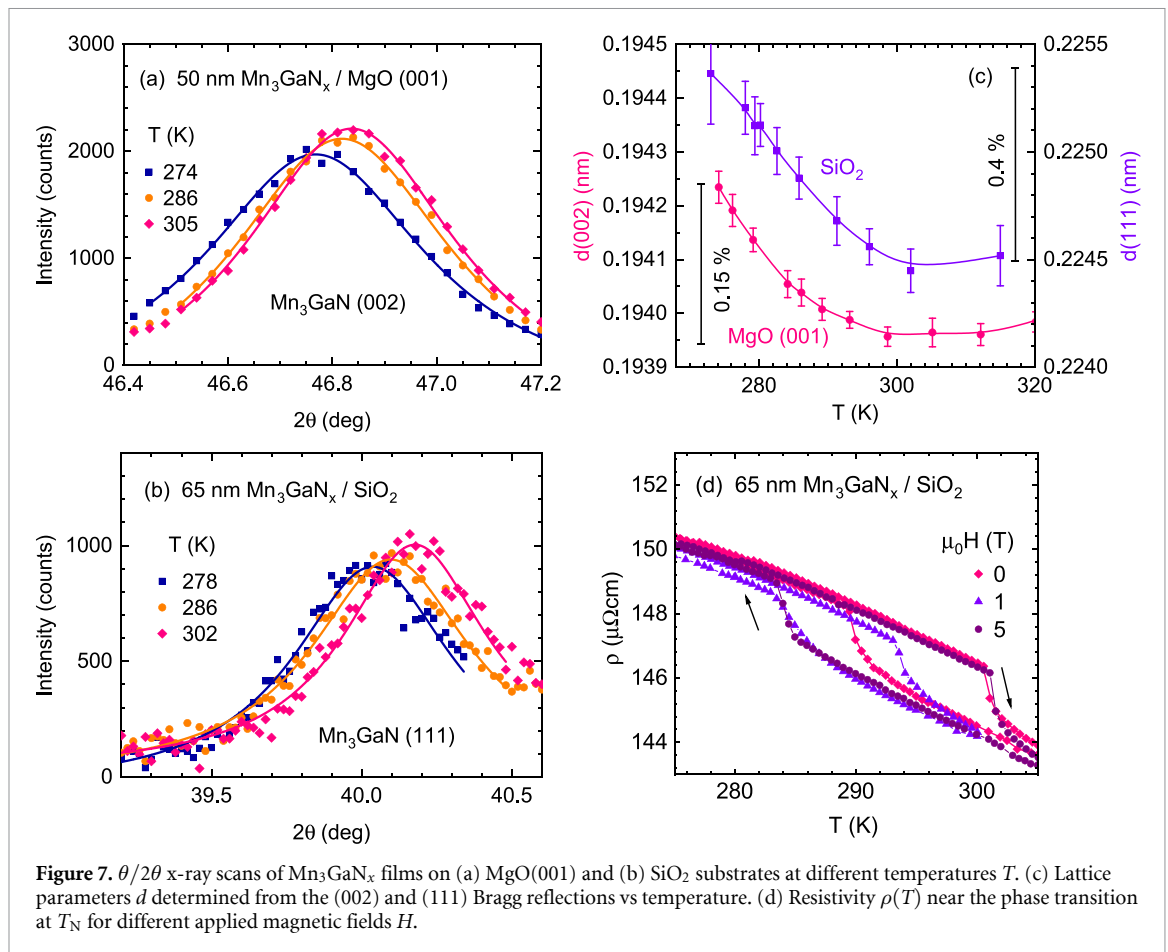 3000
2000
1000
0
Intensity (counts)
(a) 50 nm Mn₃GaNₓ / MgO (001)
T (K)
274
286
305
Mn₃GaN (002)
46.4 46.6 46.8 47.0 47.2
2θ (deg)
0.1945
0.1944
0.1943
0.1942
0.1941
0.1940
0.1939
d(002) (nm)
(c)
SiO₂
MgO (001)
0.15 %
0.4 %
0.2255
0.2250
0.2245
0.2240
d(111) (nm)
280 300 320
T (K)
1000
500
0
Intensity (counts)
(b) 65 nm Mn₃GaNₓ / SiO₂
T (K)
278
286
302
Mn₃GaN (111)
39.5 40.0 40.5
2θ (deg)
152
150
148
146
144
ρ (μΩcm)
(d) 65 nm Mn₃GaNₓ / SiO₂
μ₀H (T)
0
1
5
280 290 300
T (K)
Figure 7. θ/2θ x-ray scans of Mn₃GaNₓ films on (a) MgO(001) and (b) SiO₂ substrates at different temperatures T. (c) Lattice
parameters d determined from the (002) and (111) Bragg reflections vs temperature. (d) Resistivity ρ(T) near the phase transition
at T_N for different applied magnetic fields H.